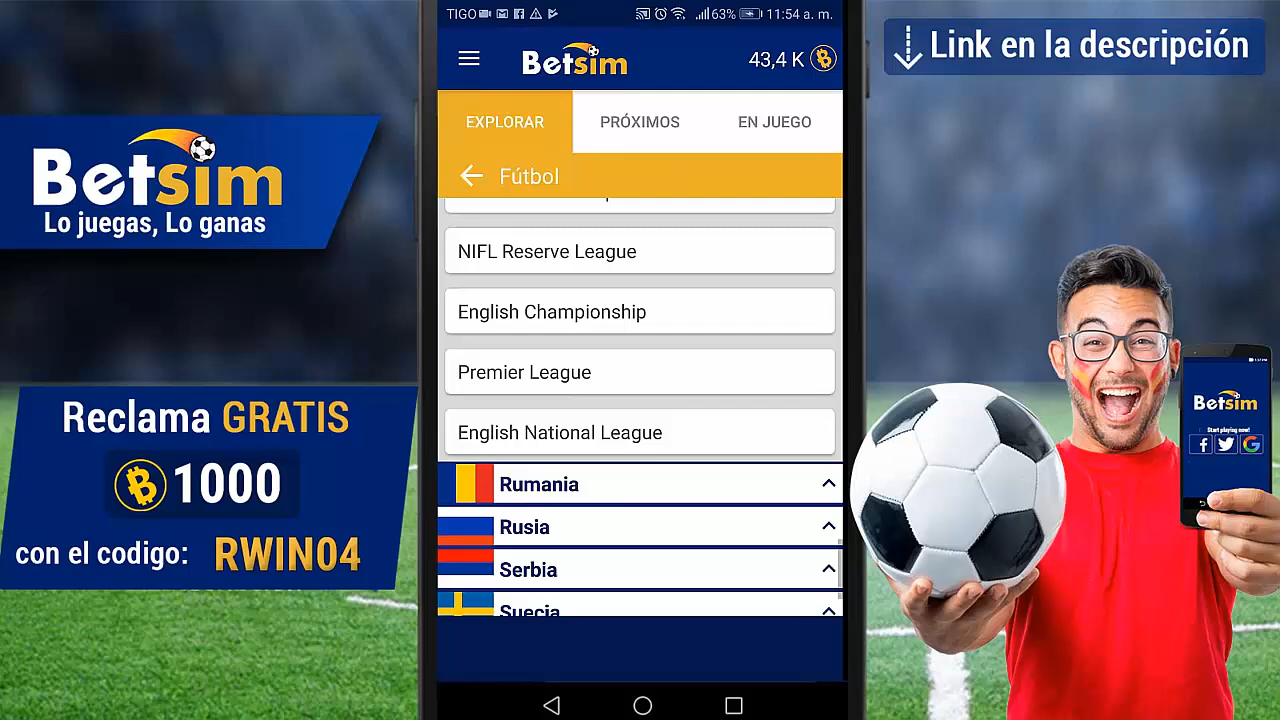 Betsim
Lo juegas, Lo ganas
Reclama GRATIS
1000
con el codigo: RWIN04
TIGO 63% 11:54 a. m.
Betsim 43,4 K
EXPLORAR PRÓXIMOS EN JUEGO
Fútbol
NIFL Reserve League
English Championship
Premier League
English National League
Rumania
Rusia
Serbia
Suecia
Link en la descripción
Betsim
Start playing now!